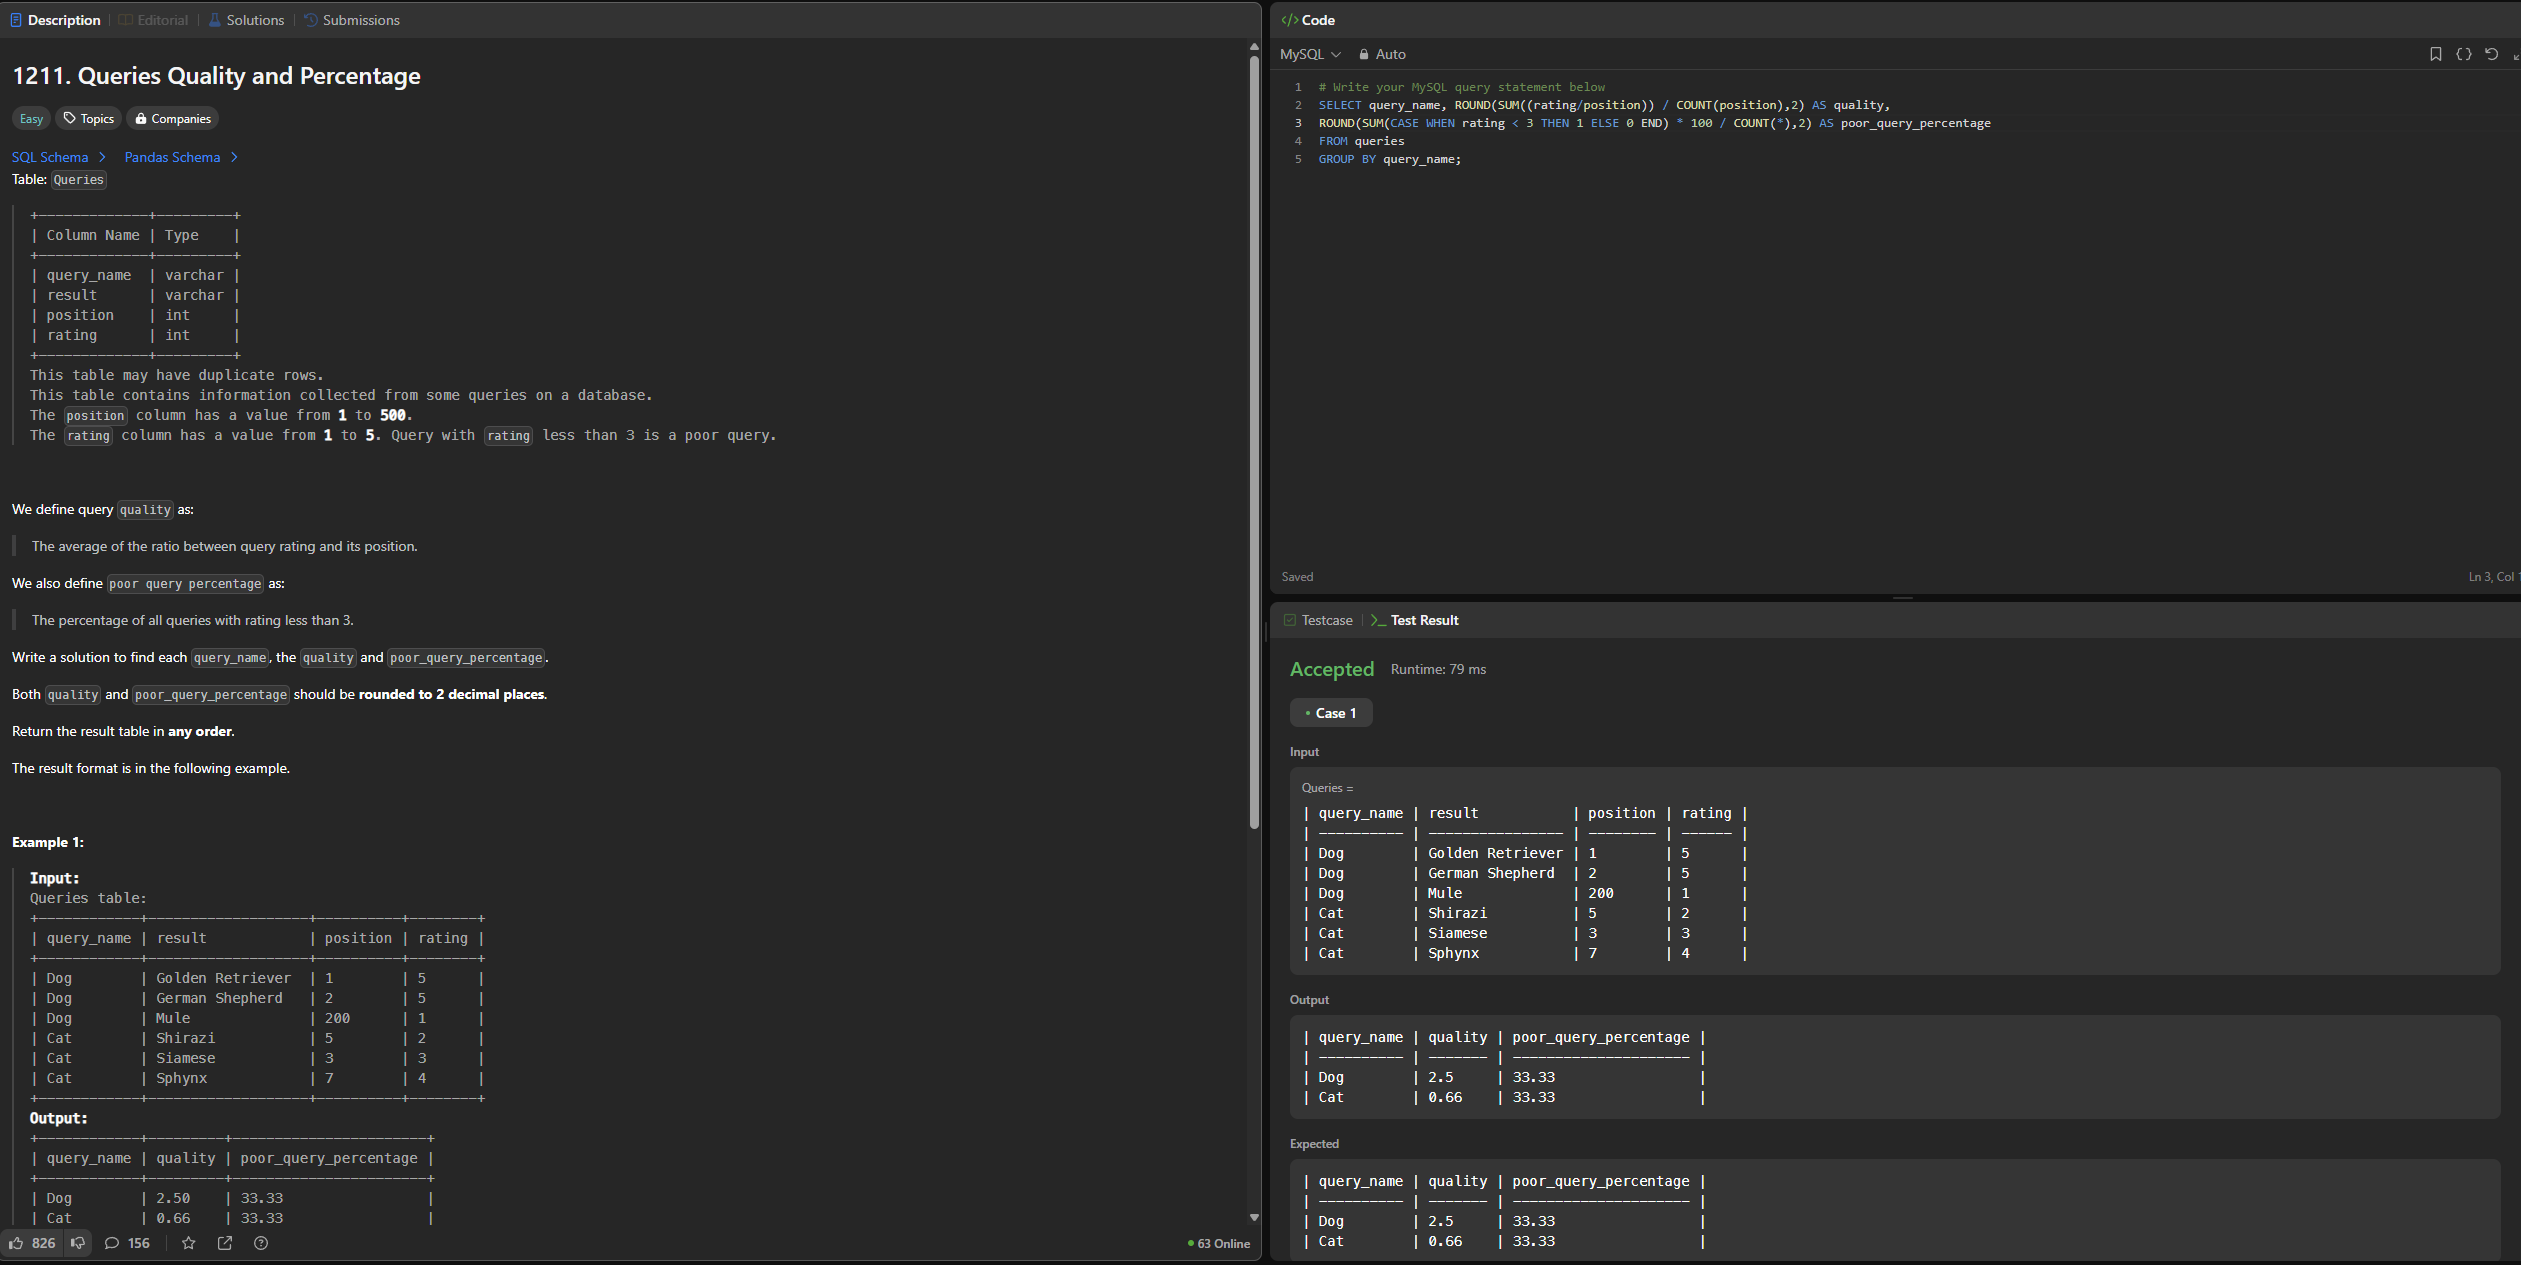 Description | Editorial | Solutions | Submissions
1211. Queries Quality and Percentage
Easy Topics Companies
SQL Schema > Pandas Schema >
Table: Queries
+-------------+---------+
| Column Name | Type    |
+-------------+---------+
| query_name  | varchar |
| result      | varchar |
| position    | int     |
| rating      | int     |
+-------------+---------+
This table may have duplicate rows.
This table contains information collected from some queries on a database.
The position column has a value from 1 to 500.
The rating column has a value from 1 to 5. Query with rating less than 3 is a poor query.
We define query quality as:
The average of the ratio between query rating and its position.
We also define poor query percentage as:
The percentage of all queries with rating less than 3.
Write a solution to find each query_name, the quality and poor_query_percentage.
Both quality and poor_query_percentage should be rounded to 2 decimal places.
Return the result table in any order.
The result format is in the following example.
Example 1:
Input:
Queries table:
+------------+-------------------+----------+--------+
| query_name | result            | position | rating |
+------------+-------------------+----------+--------+
| Dog        | Golden Retriever  | 1        | 5      |
| Dog        | German Shepherd   | 2        | 5      |
| Dog        | Mule              | 200      | 1      |
| Cat        | Shirazi           | 5        | 2      |
| Cat        | Siamese           | 3        | 3      |
| Cat        | Sphynx            | 7        | 4      |
+------------+-------------------+----------+--------+
Output:
+------------+---------+-----------------------+
| query_name | quality | poor_query_percentage |
+------------+---------+-----------------------+
| Dog        | 2.50    | 33.33                 |
| Cat        | 0.66    | 33.33                 |
826 156 63 Online
</> Code
MySQL Auto
1 # Write your MySQL query statement below
2 SELECT query_name, ROUND(SUM((rating/position)) / COUNT(position),2) AS quality,
3 ROUND(SUM(CASE WHEN rating < 3 THEN 1 ELSE 0 END) * 100 / COUNT(*),2) AS poor_query_percentage
4 FROM queries
5 GROUP BY query_name;
Saved Ln 3, Col
Testcase | >_ Test Result
Accepted Runtime: 79 ms
• Case 1
Input
Queries =
| query_name | result           | position | rating |
| ---------- | ---------------- | -------- | ------ |
| Dog        | Golden Retriever | 1        | 5      |
| Dog        | German Shepherd  | 2        | 5      |
| Dog        | Mule             | 200      | 1      |
| Cat        | Shirazi          | 5        | 2      |
| Cat        | Siamese          | 3        | 3      |
| Cat        | Sphynx           | 7        | 4      |
Output
| query_name | quality | poor_query_percentage |
| ---------- | ------- | --------------------- |
| Dog        | 2.5     | 33.33                 |
| Cat        | 0.66    | 33.33                 |
Expected
| query_name | quality | poor_query_percentage |
| ---------- | ------- | --------------------- |
| Dog        | 2.5     | 33.33                 |
| Cat        | 0.66    | 33.33                 |